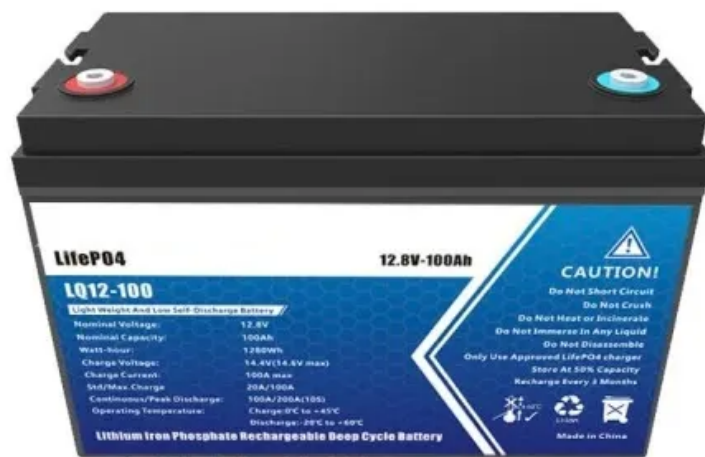 LifePO4
12.8V-100Ah
LQ12-100
Light Weight And Low Self-Discharge Battery
Nominal Voltage: 12.8V
Nominal Capacity: 100Ah
Watt-hour: 1280Wh
Charge Voltage: 14.4V(14.6V max)
Charge Current: 100A max
Std/Max.Charge 20A/100A
Continuous/Peak Discharge: 100A/200A(10S)
Operating Temperature: Charge:0℃ to +45℃
Discharge:-20℃ to +60℃
Lithium Iron Phosphate Rechargeable Deep Cycle Battery
CAUTION!
Do Not Short Circuit
Do Not Crush
Do Not Heat or Incinerate
Do Not Immerse In Any Liquid
Do Not Disassemble
Only Use Approved LifePO4 charger
Store At 50% Capacity
Recharge Every 3 Months
Li-ion
Made in China